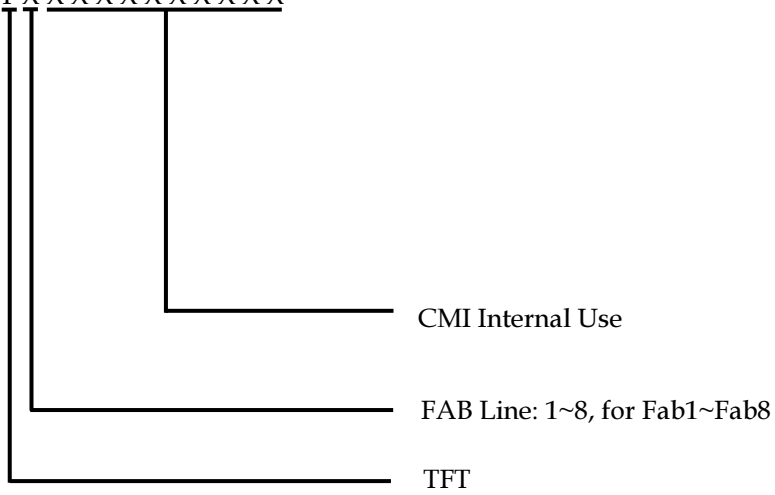 T X X X X X X X X X X X
CMI Internal Use
FAB Line: 1~8, for Fab1~Fab8
TFT